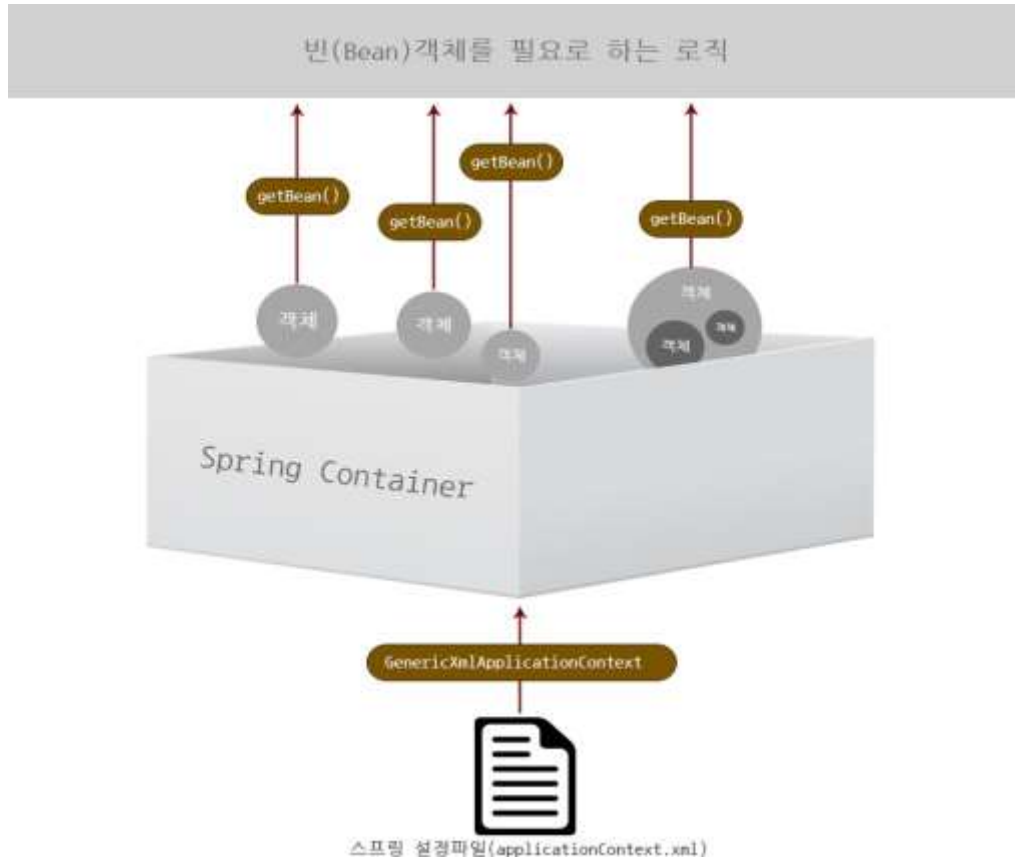 빈(Bean)객체를 필요로 하는 로직
getBean()
getBean()
getBean()
getBean()
객체
객체
객체
객체
객체
객체
Spring Container
GenericXmlApplicationContext
스프링 설정파일(applicationContext.xml)